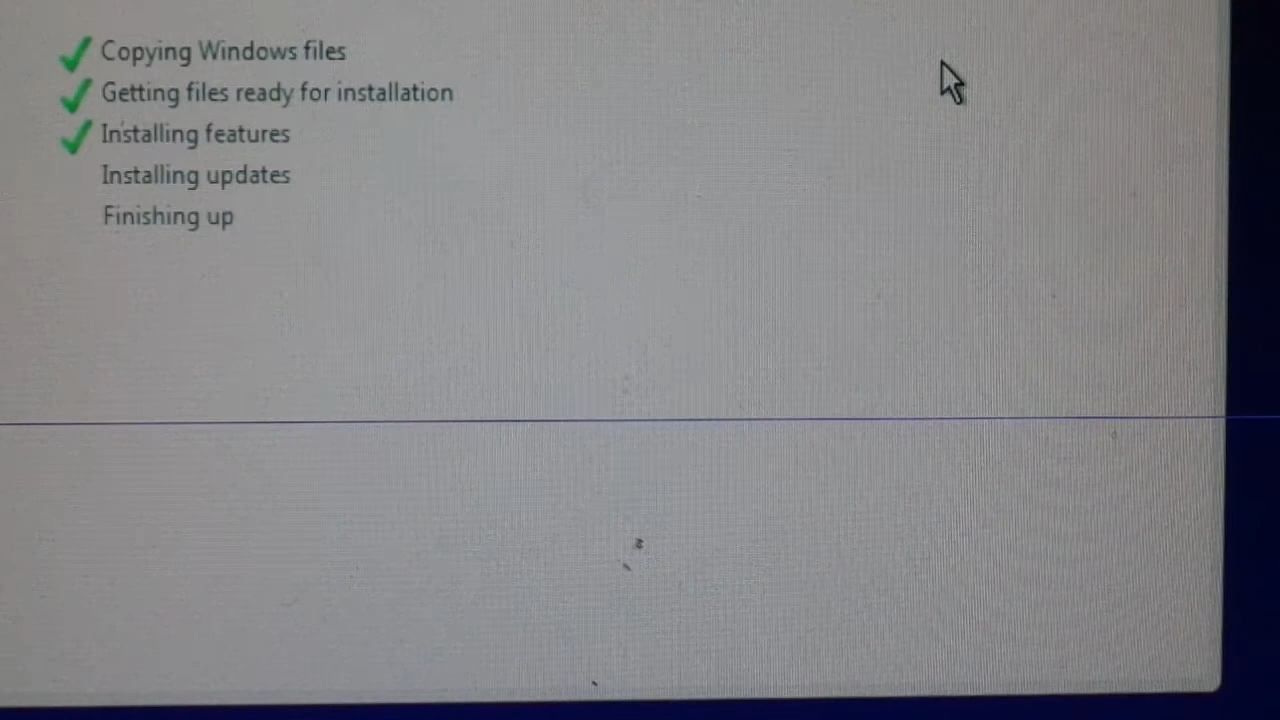 Copying Windows files
Getting files ready for installation
Installing features
Installing updates
Finishing up